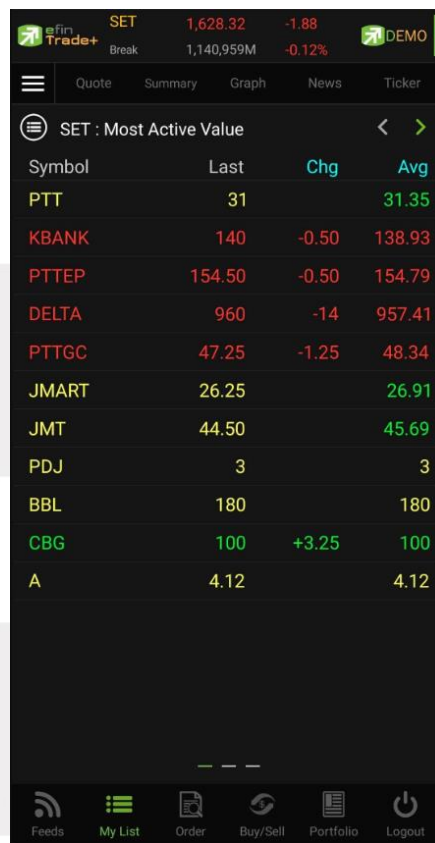 efin Trade+ SET 1,628.32 -1.88 DEMO
Break 1,140,959M -0.12%
Quote Summary Graph News Ticker
SET : Most Active Value < >
Symbol Last Chg Avg
PTT 31 31.35
KBANK 140 -0.50 138.93
PTTEP 154.50 -0.50 154.79
DELTA 960 -14 957.41
PTTGC 47.25 -1.25 48.34
JMART 26.25 26.91
JMT 44.50 45.69
PDJ 3 3
BBL 180 180
CBG 100 +3.25 100
A 4.12 4.12
Feeds My List Order Buy/Sell Portfolio Logout